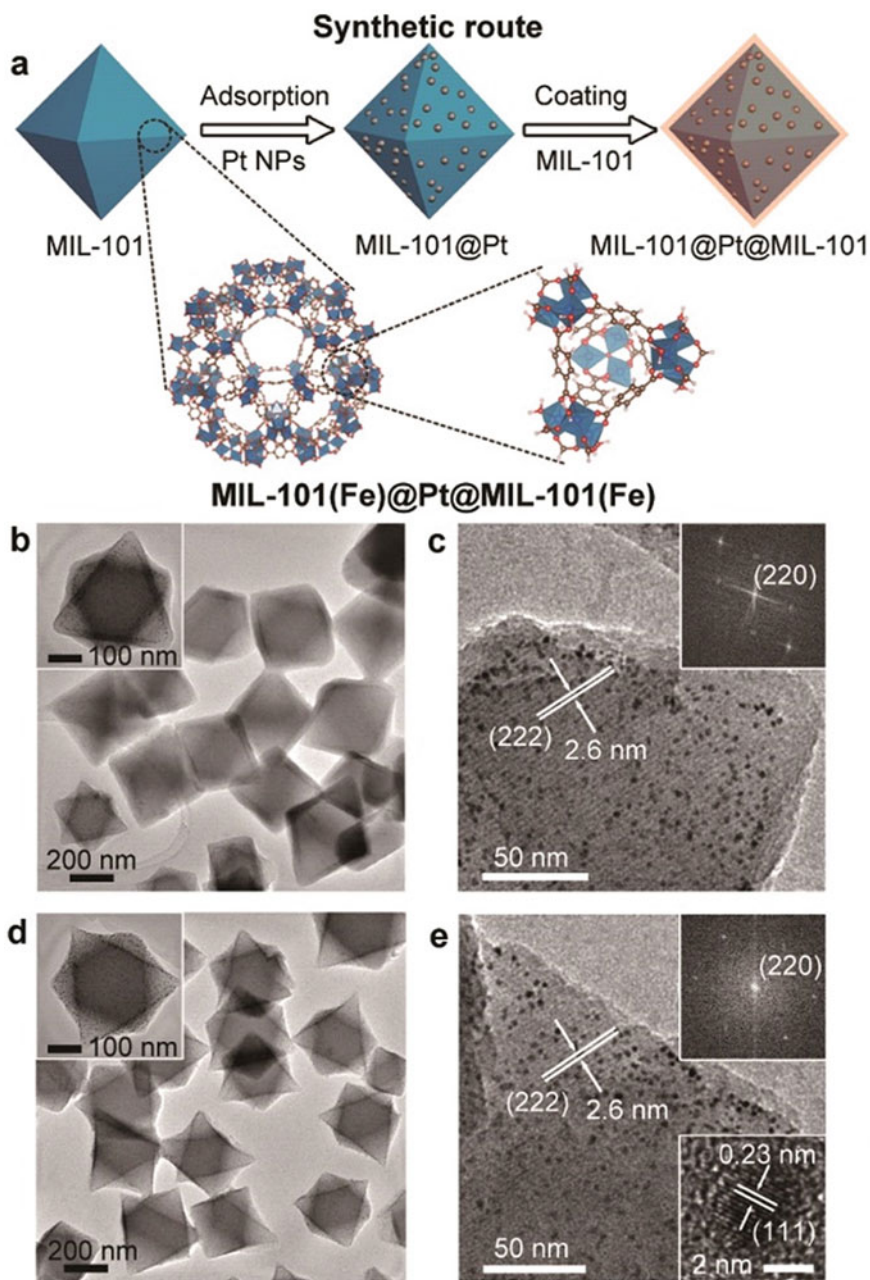 Synthetic route
a
Adsorption
Pt NPs
Coating
MIL-101
MIL-101
MIL-101@Pt
MIL-101@Pt@MIL-101
MIL-101(Fe)@Pt@MIL-101(Fe)
b
100 nm
200 nm
c
(220)
(222)
2.6 nm
50 nm
d
100 nm
200 nm
e
(220)
(222)
2.6 nm
50 nm
0.23 nm
(111)
2 nm